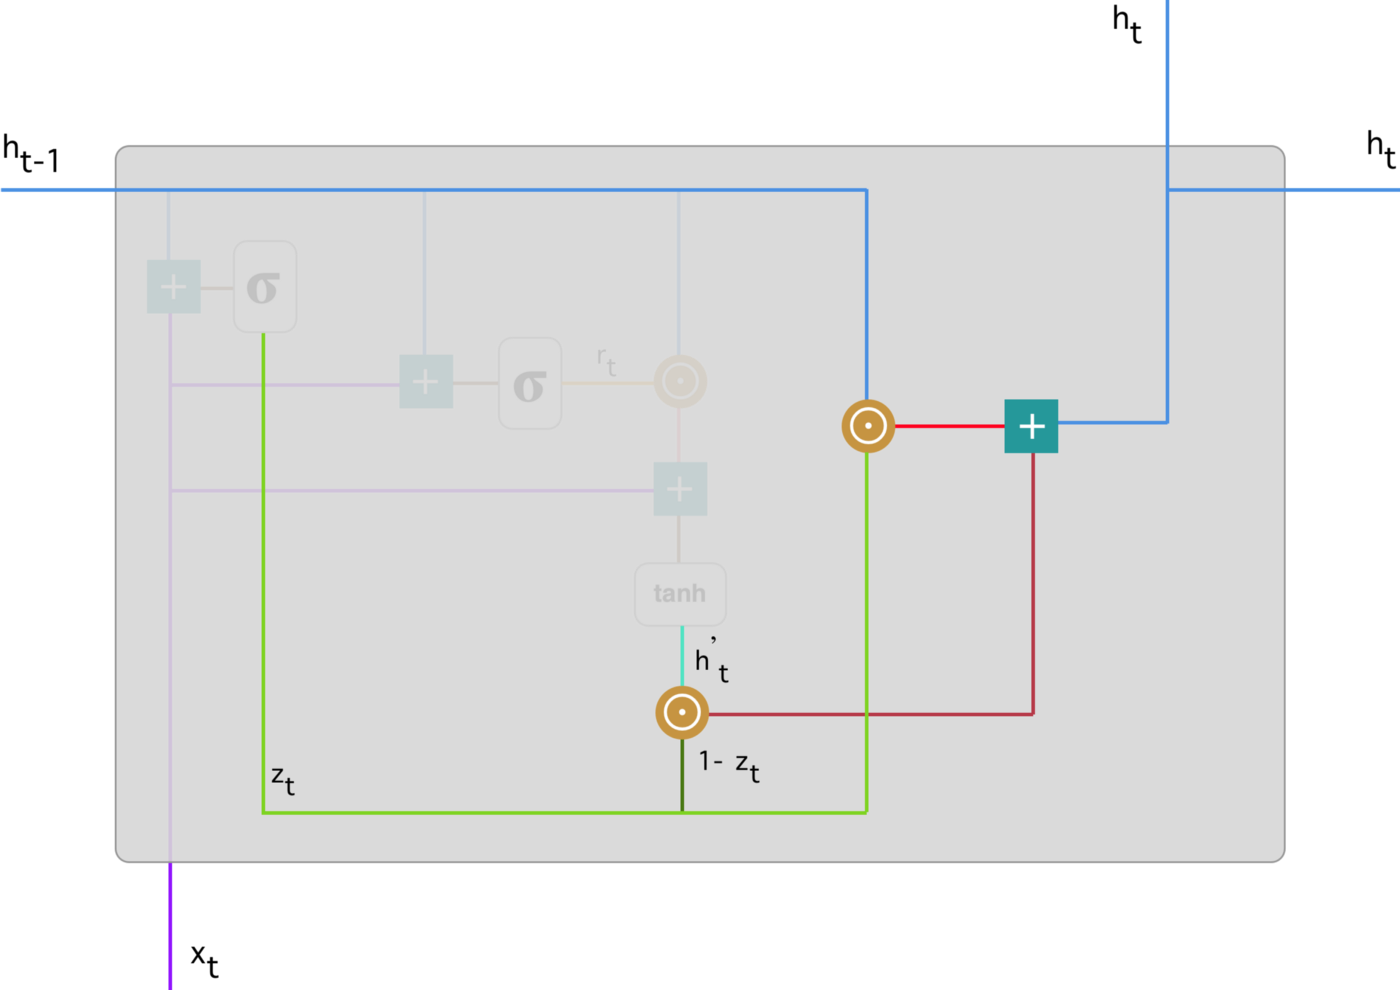 h_t
h_t-1
h_t
σ
+
r_t
σ
+
⊙
⊙
+
+
tanh
h'_t
⊙
1- z_t
z_t
x_t